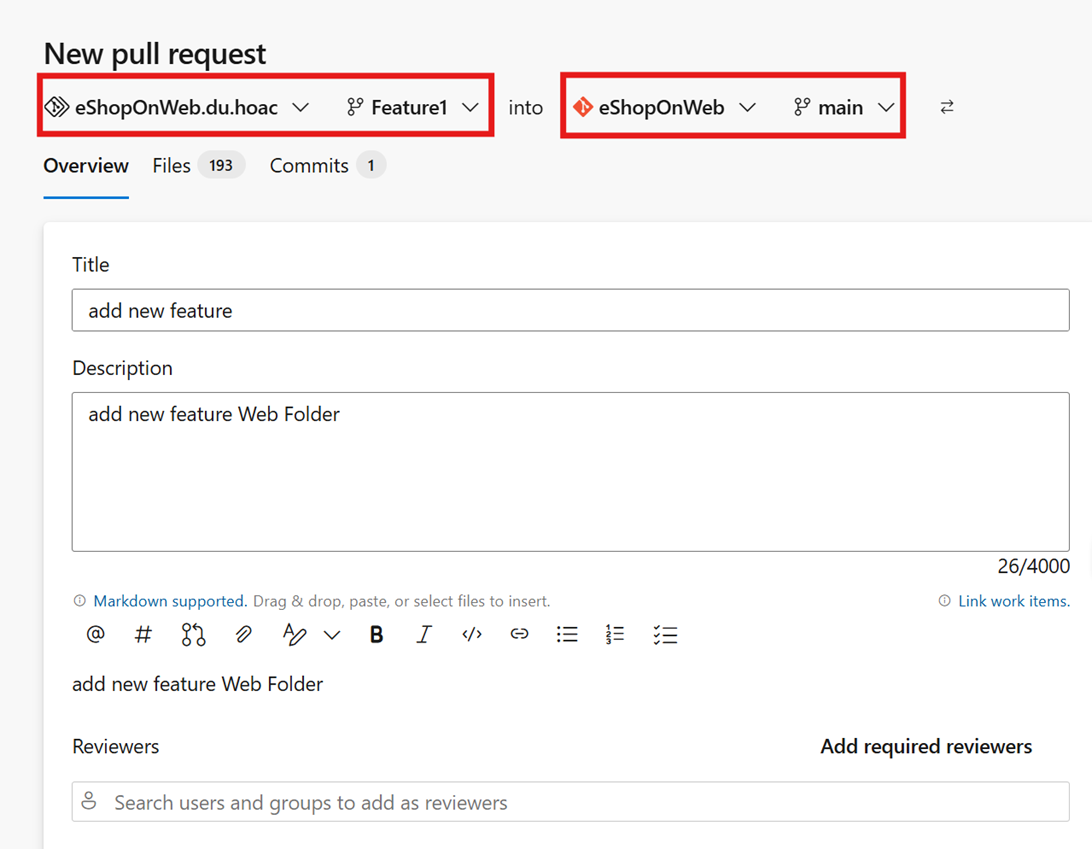 New pull request
eShopOnWeb.du.hoac Feature1 into eShopOnWeb main
Overview Files 193 Commits 1
Title
add new feature
Description
add new feature Web Folder
26/4000
Markdown supported. Drag & drop, paste, or select files to insert. Link work items.
add new feature Web Folder
Reviewers Add required reviewers
Search users and groups to add as reviewers